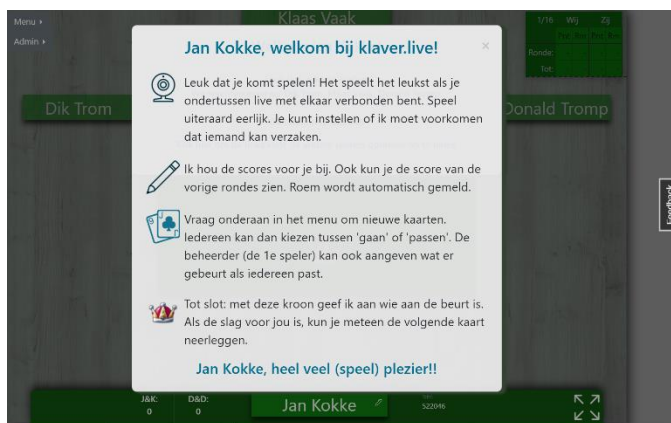 Menu
Admin
Klaas Vaak
1/16 Wij Zij
Ronde:
Tot:
Dik Trom
Donald Tromp
Jan Kokke, welkom bij klaver.live!
×
Leuk dat je komt spelen! Het speelt het leukst als je
ondertussen live met elkaar verbonden bent. Speel
uiteraard eerlijk. Je kunt instellen of ik moet voorkomen
dat iemand kan verzaken.
Ik hou de scores voor je bij. Ook kun je de score van de
vorige rondes zien. Roem wordt automatisch gemeld.
Vraag onderaan in het menu om nieuwe kaarten.
Iedereen kan dan kiezen tussen 'gaan' of 'passen'. De
beheerder (de 1e speler) kan ook aangeven wat er
gebeurt als iedereen past.
Tot slot: met deze kroon geef ik aan wie aan de beurt is.
Als de slag voor jou is, kun je meteen de volgende kaart
neerleggen.
Jan Kokke, heel veel (speel) plezier!!
Feedback
J&K: D&D:
0 0
Jan Kokke
S22046